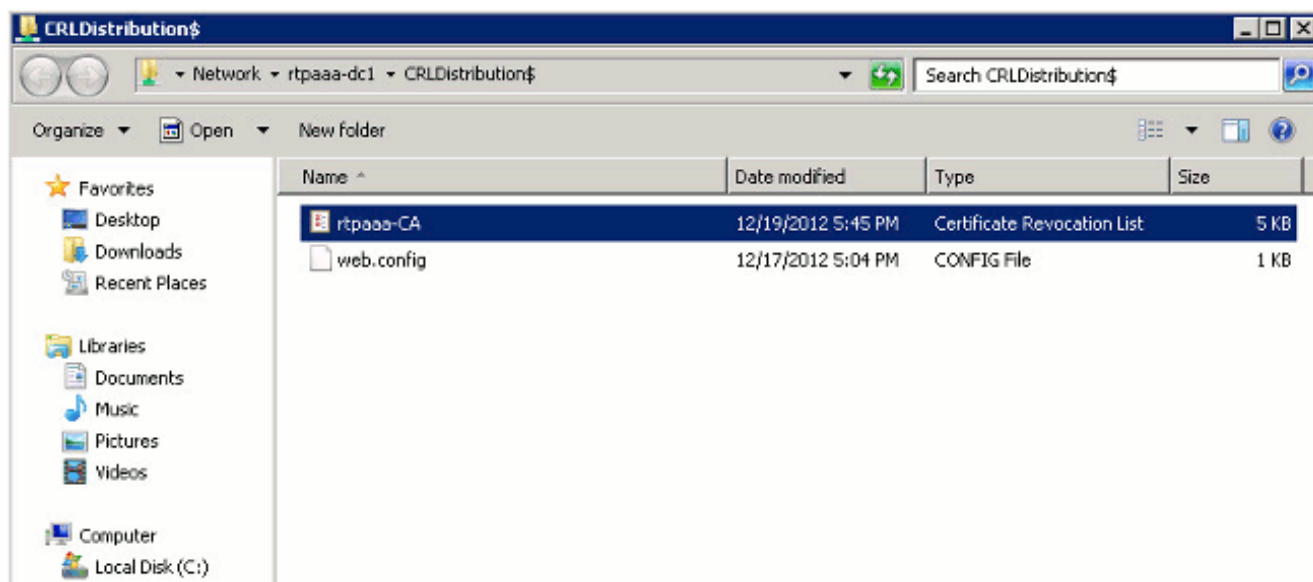 CRLDistribution$
Network rtpaaa-dc1 CRLDistribution$ Search CRLDistribution$
Organize Open New folder
Name Date modified Type Size
Favorites
Desktop
Downloads
Recent Places
Libraries
Documents
Music
Pictures
Videos
Computer
Local Disk (C:)
rtpaaa-CA 12/19/2012 5:45 PM Certificate Revocation List 5 KB
web.config 12/17/2012 5:04 PM CONFIG File 1 KB